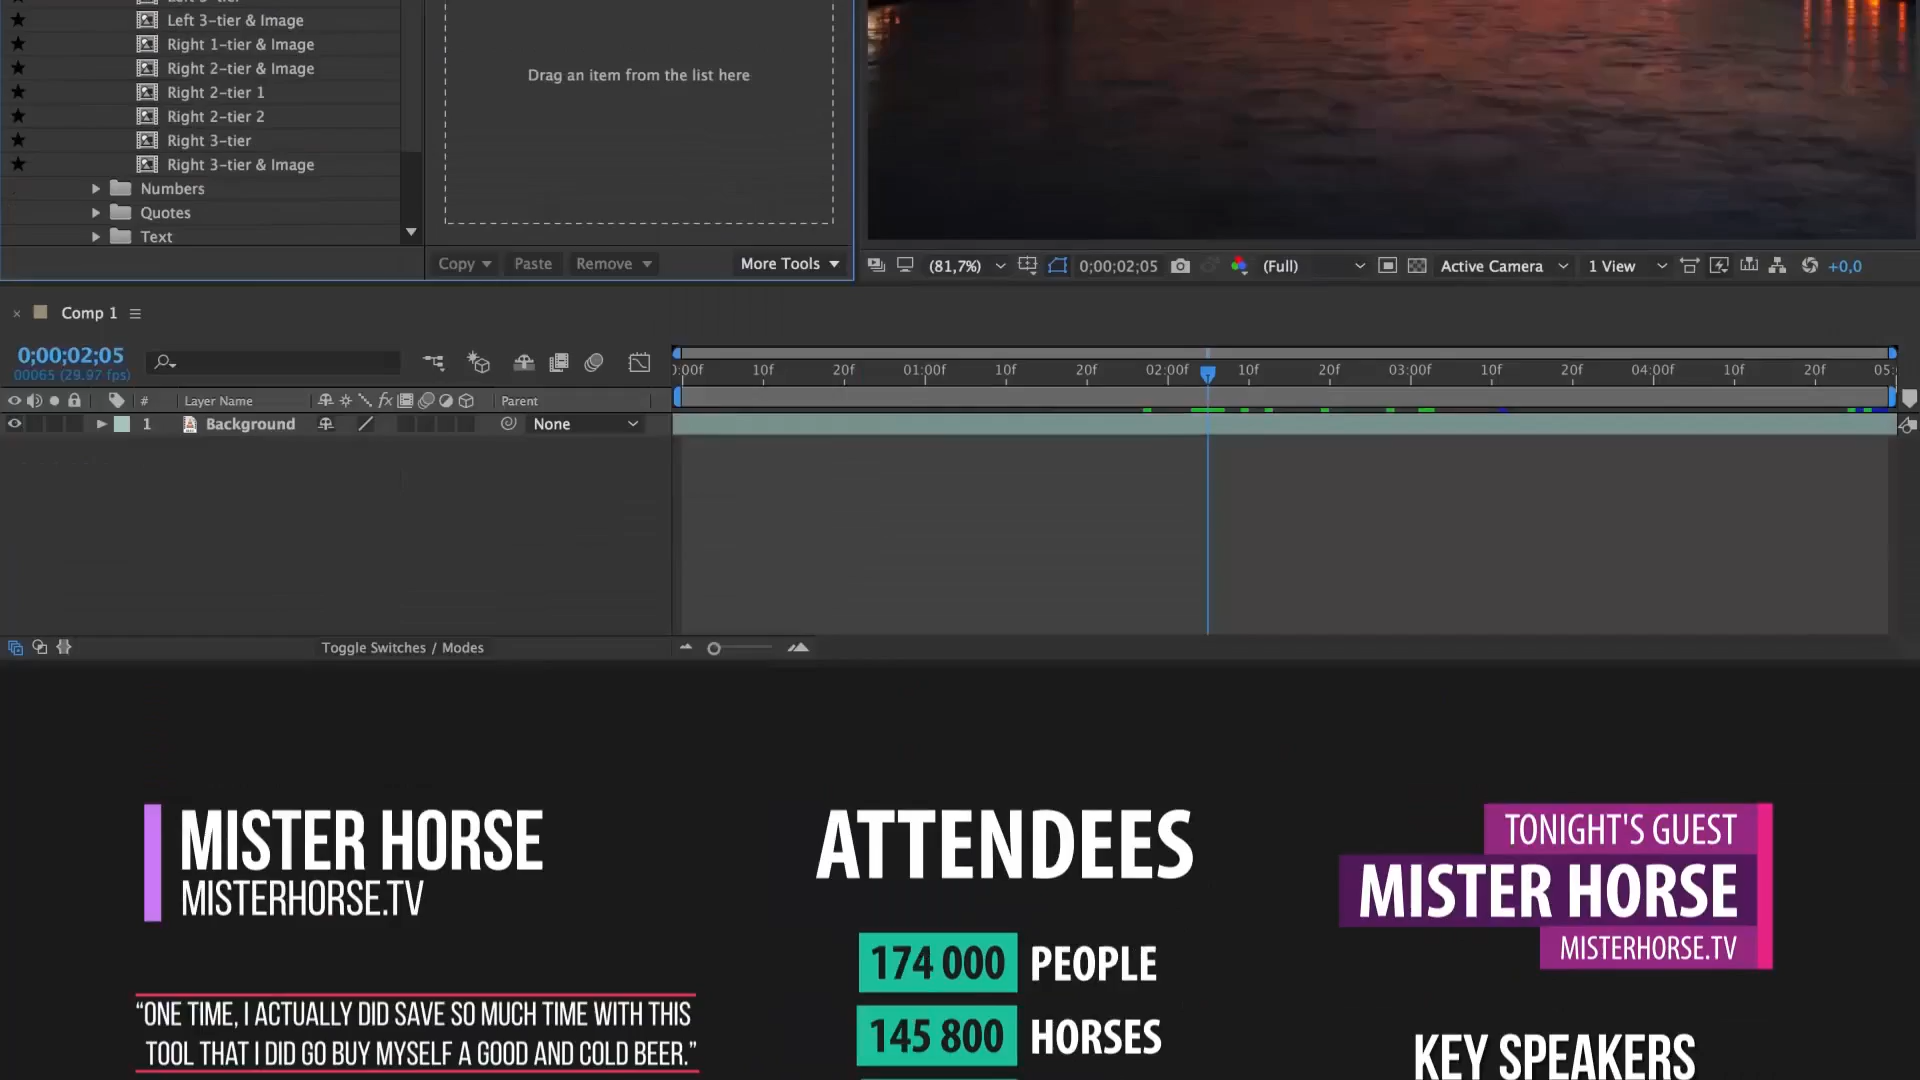 Left 3-tier
Left 3-tier & Image
Right 1-tier & Image
Right 2-tier & Image
Right 2-tier 1
Right 2-tier 2
Right 3-tier
Right 3-tier & Image
Numbers
Quotes
Text
Drag an item from the list here
Copy
Paste
Remove
More Tools
(81,7%)
0;00;02;05
(Full)
Active Camera
1 View
+0,0
× Comp 1
0;00;02;05
00065 (29.97 fps)
0:00f 10f 20f 01:00f 10f 20f 02:00f 10f 20f 03:00f 10f 20f 04:00f 10f 20f 05:
# Layer Name fx Parent
1 Background None
Toggle Switches / Modes
MISTER HORSE
MISTERHORSE.TV
“ONE TIME, I ACTUALLY DID SAVE SO MUCH TIME WITH THIS
TOOL THAT I DID GO BUY MYSELF A GOOD AND COLD BEER.”
ATTENDEES
174 000 PEOPLE
145 800 HORSES
TONIGHT'S GUEST
MISTER HORSE
MISTERHORSE.TV
KEY SPEAKERS